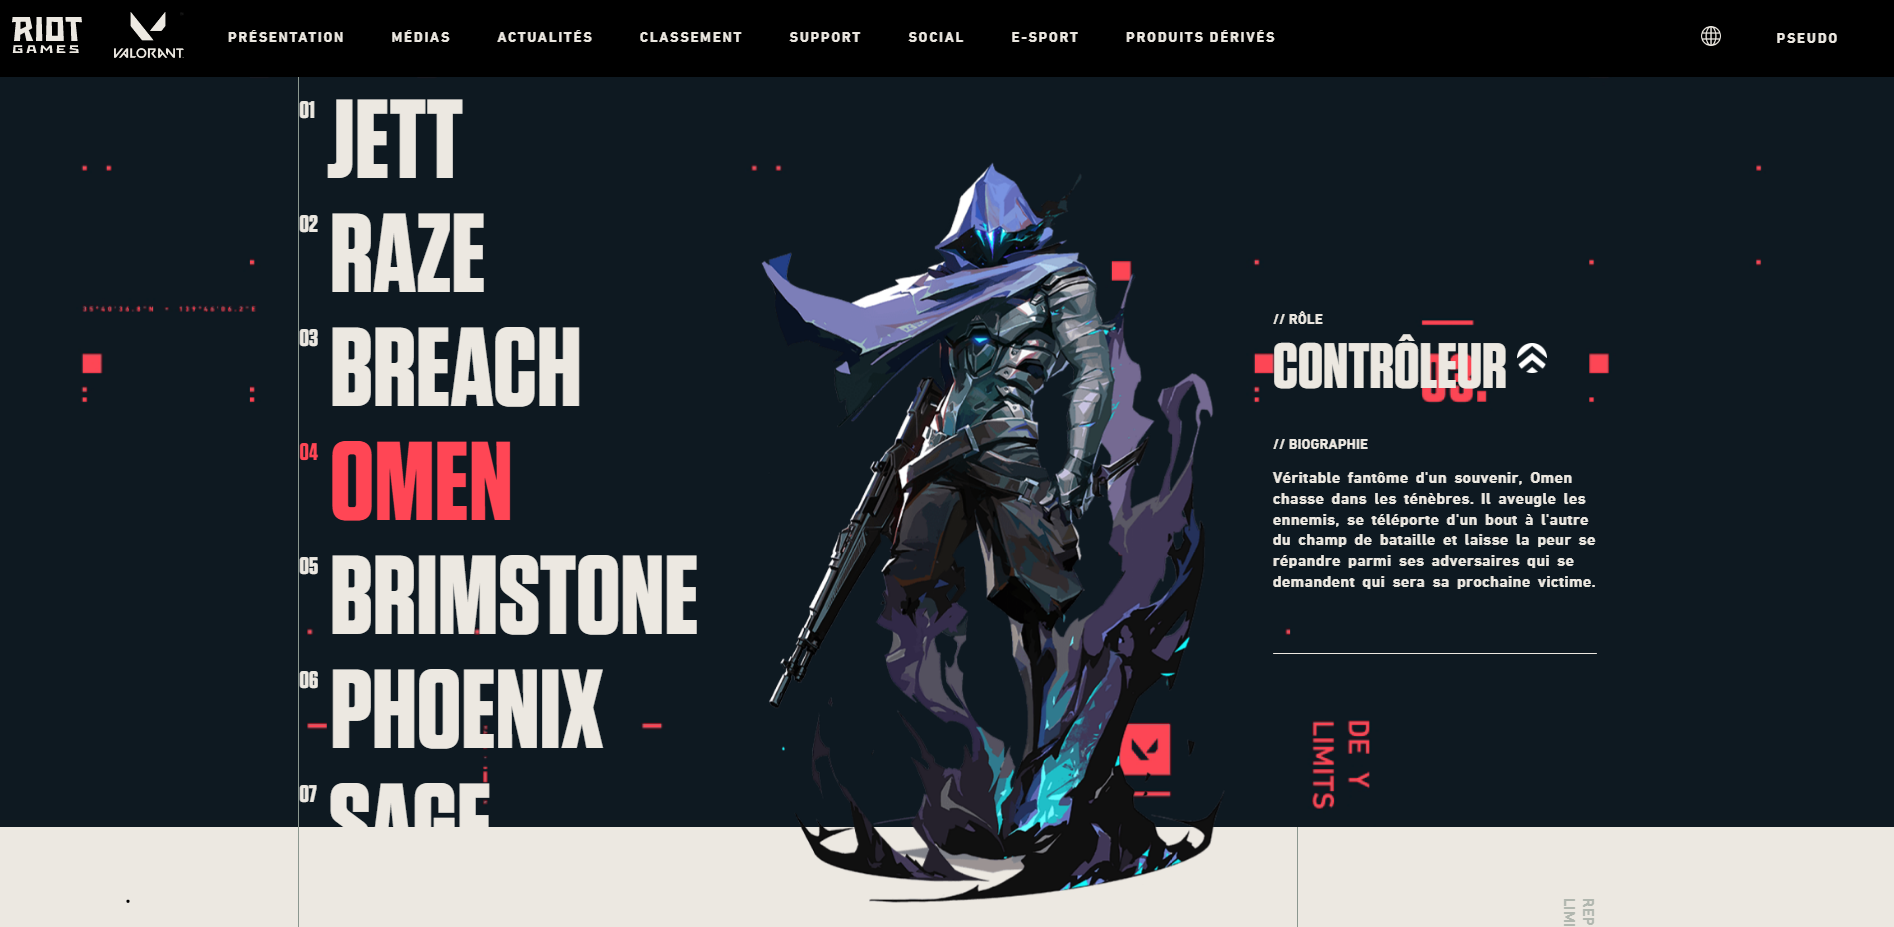 RIOT GAMES
VALORANT
PRÉSENTATION
MÉDIAS
ACTUALITÉS
CLASSEMENT
SUPPORT
SOCIAL
E-SPORT
PRODUITS DÉRIVÉS
PSEUDO
01 JETT
02 RAZE
03 BREACH
04 OMEN
05 BRIMSTONE
06 PHOENIX
07 SAGE
// RÔLE
CONTRÔLEUR
// BIOGRAPHIE
Véritable fantôme d'un souvenir, Omen
chasse dans les ténèbres. Il aveugle les
ennemis, se téléporte d'un bout à l'autre
du champ de bataille et laisse la peur se
répandre parmi ses adversaires qui se
demandent qui sera sa prochaine victime.
DE Y
LIMITS
REP
LIMI